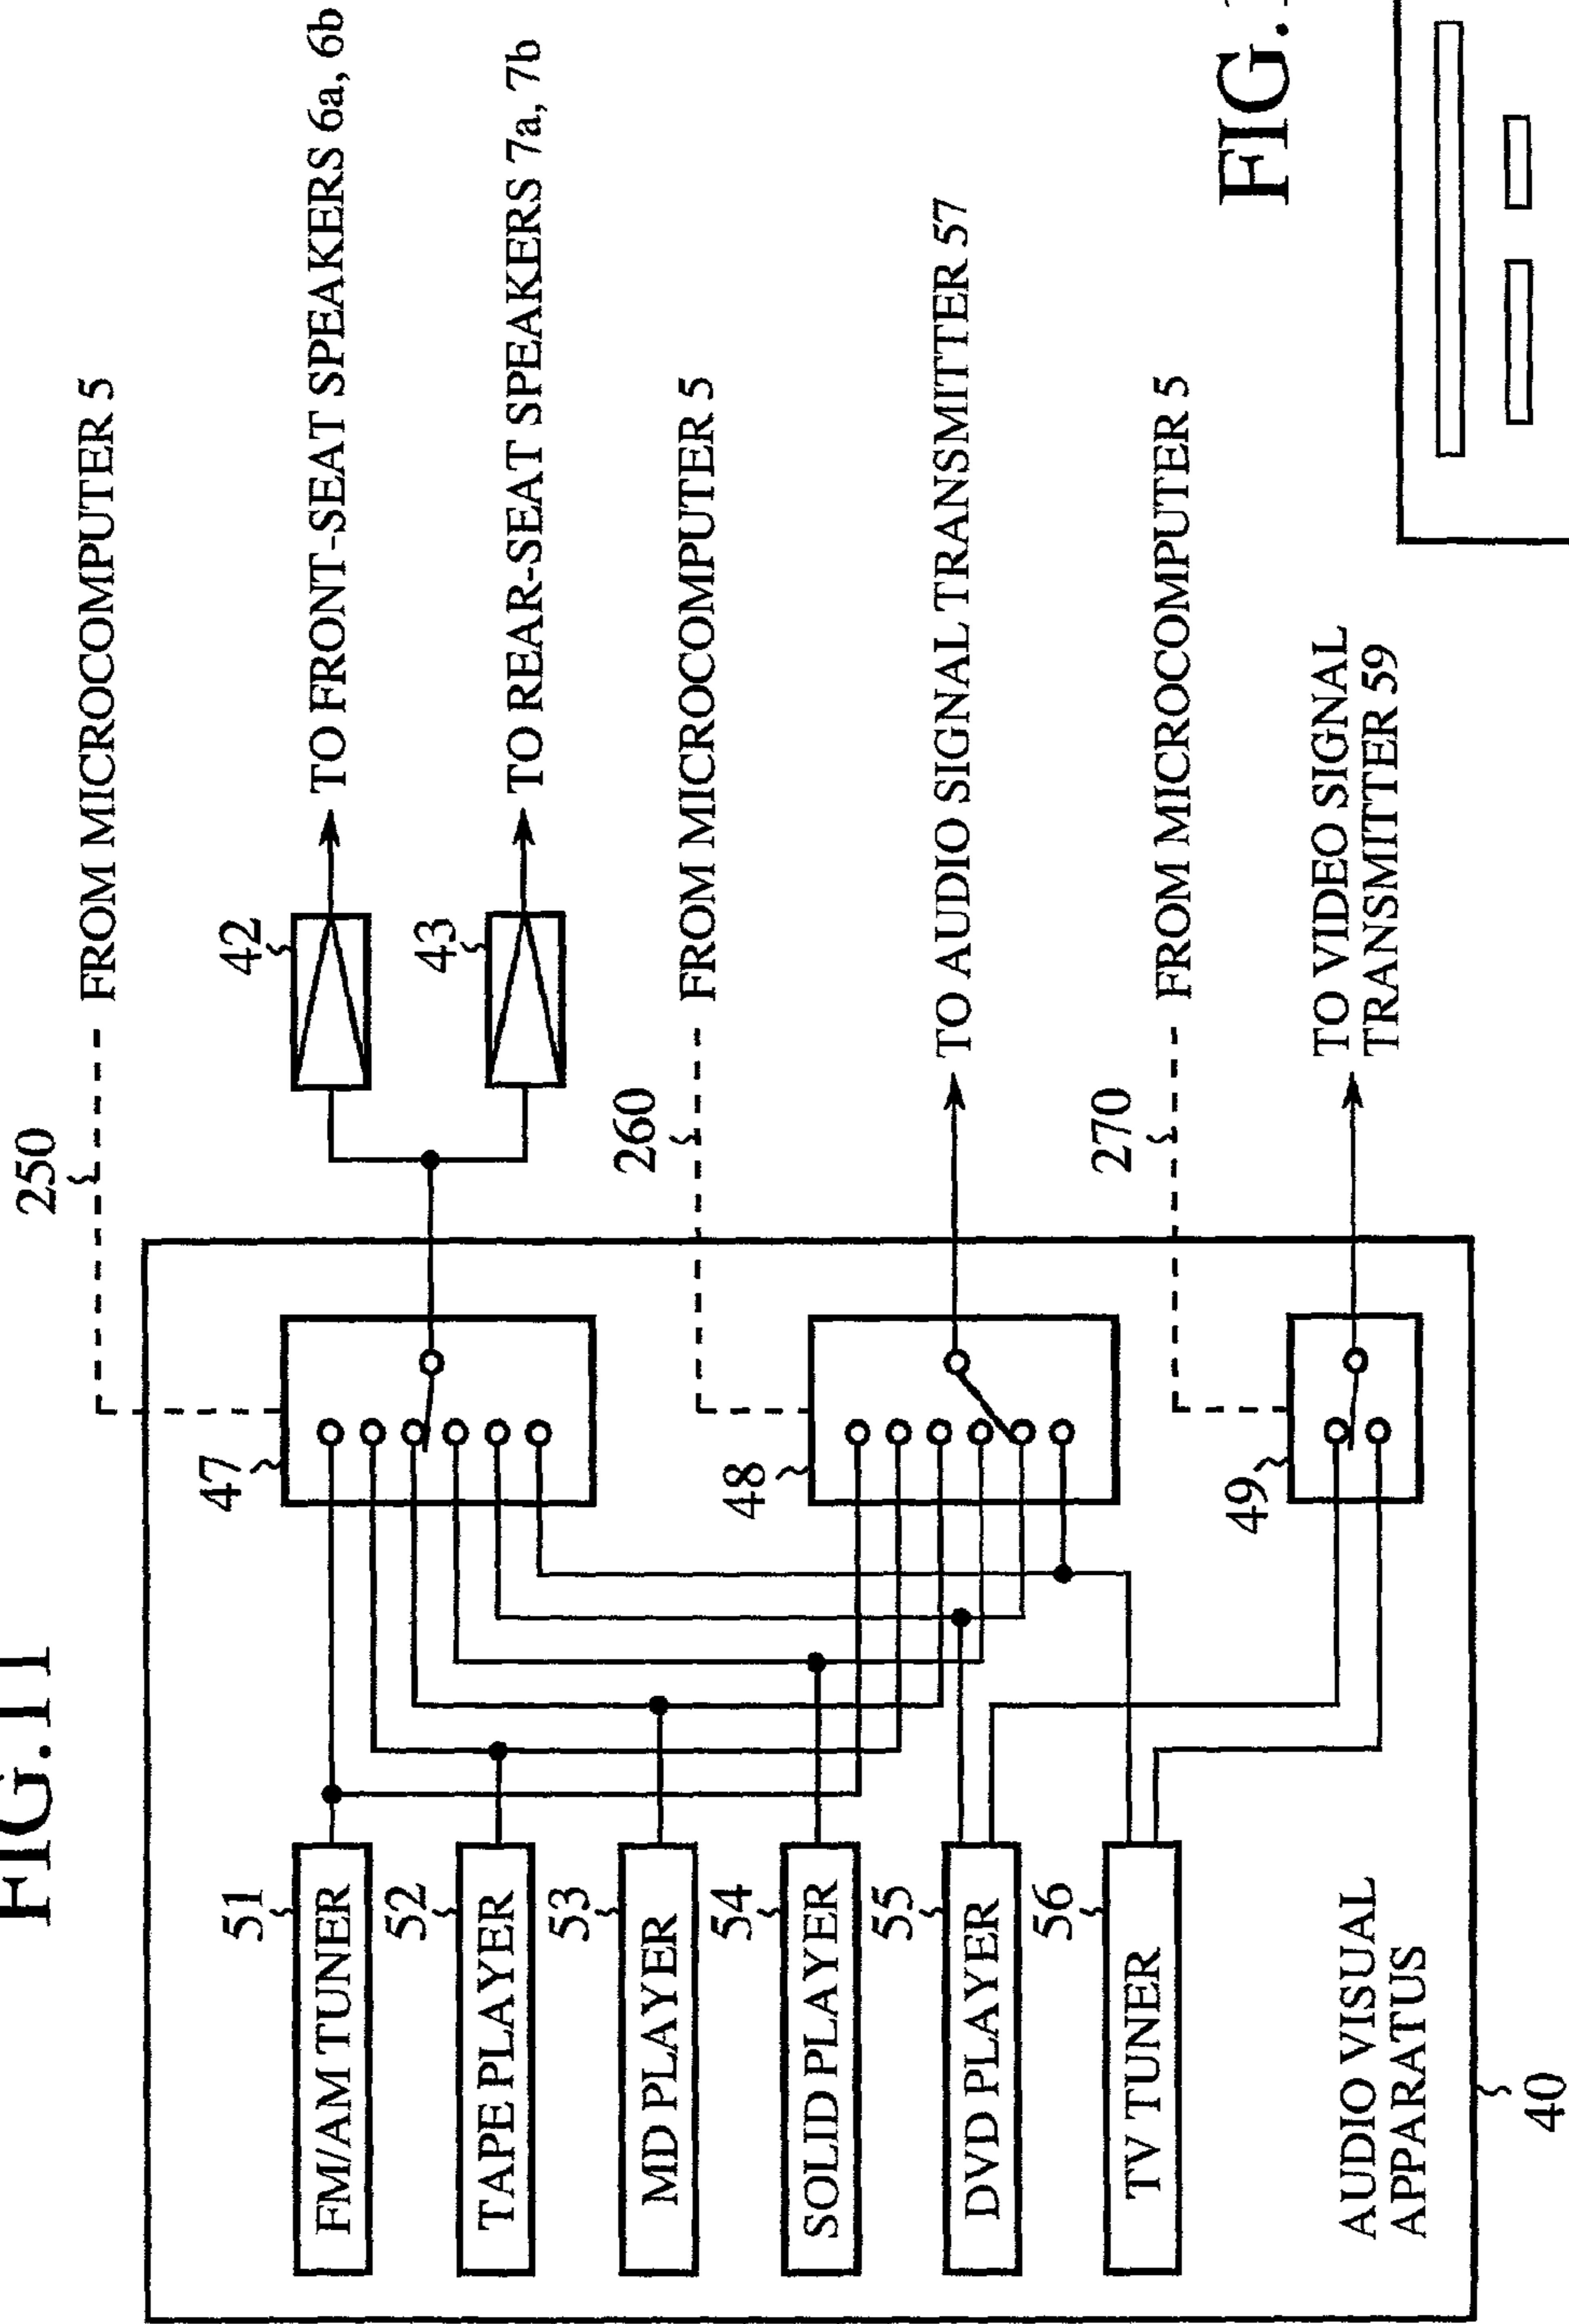 FIG.11
250
FROM MICROCOMPUTER 5
47
42
TO FRONT-SEAT SPEAKERS 6a, 6b
43
TO REAR-SEAT SPEAKERS 7a, 7b
51
FM/AM TUNER
52
TAPE PLAYER
53
MD PLAYER
54
SOLID PLAYER
55
DVD PLAYER
56
TV TUNER
260
FROM MICROCOMPUTER 5
48
TO AUDIO SIGNAL TRANSMITTER 57
270
FROM MICROCOMPUTER 5
49
TO VIDEO SIGNAL
TRANSMITTER 59
AUDIO VISUAL
APPARATUS
40
FIG.